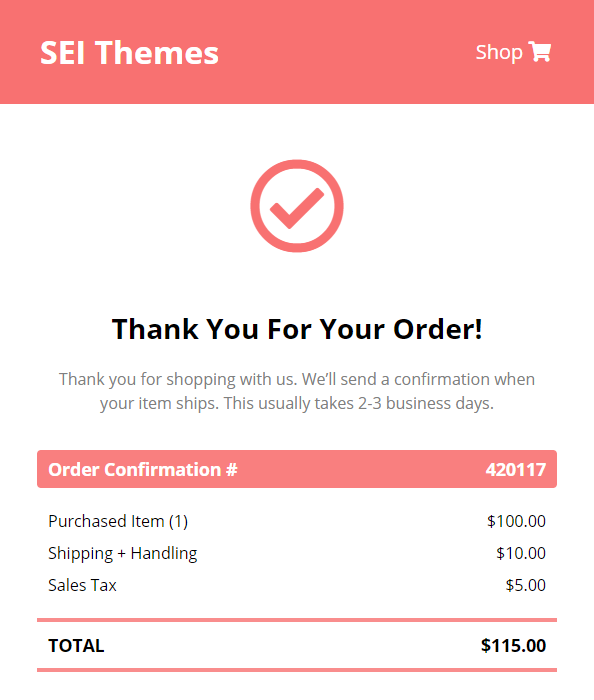 SEI Themes
Shop
Thank You For Your Order!
Thank you for shopping with us. We’ll send a confirmation when
your item ships. This usually takes 2-3 business days.
Order Confirmation # 420117
Purchased Item (1) $100.00
Shipping + Handling $10.00
Sales Tax $5.00
TOTAL $115.00